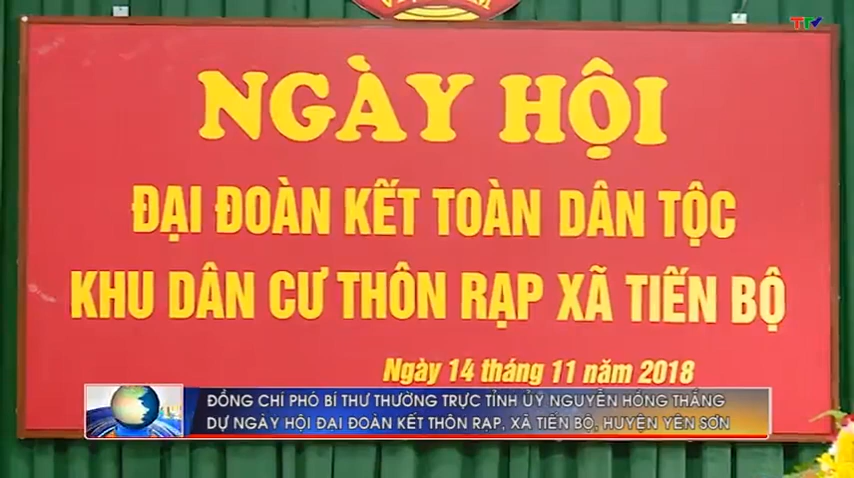 TTV
NGÀY HỘI
ĐẠI ĐOÀN KẾT TOÀN DÂN TỘC
KHU DÂN CƯ THÔN RẠP XÃ TIẾN BỘ
Ngày 14 tháng 11 năm 2018
ĐỒNG CHÍ PHÓ BÍ THƯ THƯỜNG TRỰC TỈNH ỦY NGUYỄN HỒNG THẮNG
DỰ NGÀY HỘI ĐẠI ĐOÀN KẾT THÔN RẠP, XÃ TIẾN BỘ, HUYỆN YÊN SƠN